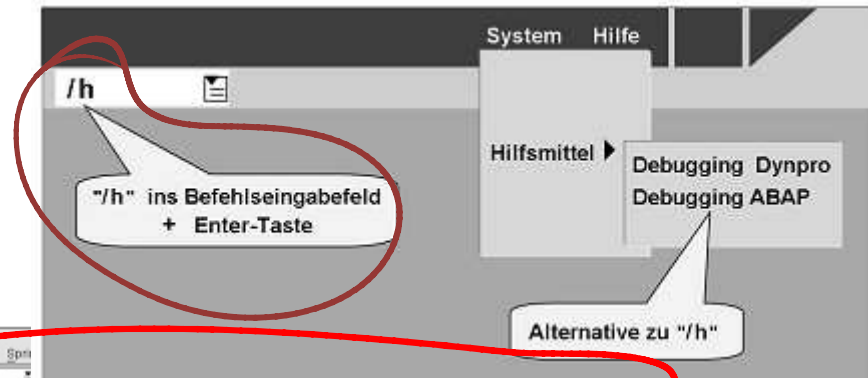 System Hilfe
/h
Hilfsmittel
Debugging Dynpro
Debugging ABAP
"/h" ins Befehlseingabefeld
+ Enter-Taste
Alternative zu "/h"